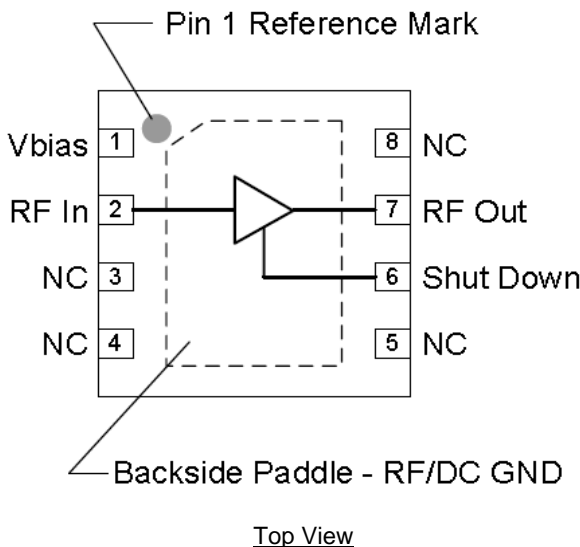 Pin 1 Reference Mark
Vbias 1
8 NC
RF In 2
7 RF Out
NC 3
6 Shut Down
NC 4
5 NC
Backside Paddle - RF/DC GND
Top View